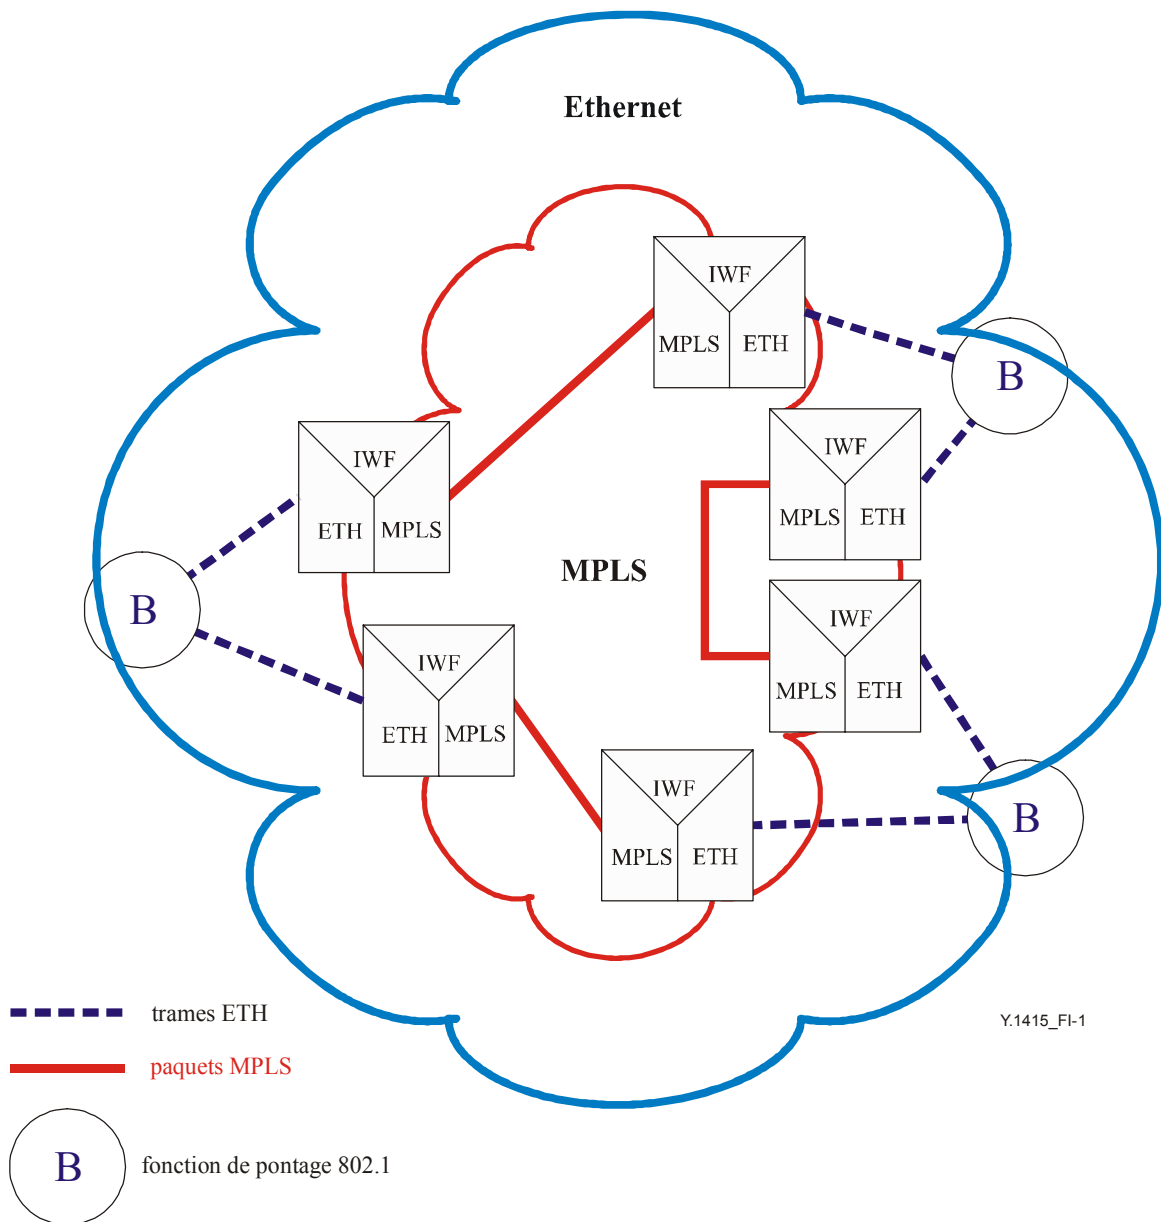 Ethernet
IWF
MPLS ETH
B
IWF
MPLS ETH
IWF
ETH MPLS
MPLS
B
IWF
MPLS ETH
IWF
ETH MPLS
IWF
MPLS ETH
B
trames ETH
Y.1415_FI-1
paquets MPLS
B
fonction de pontage 802.1